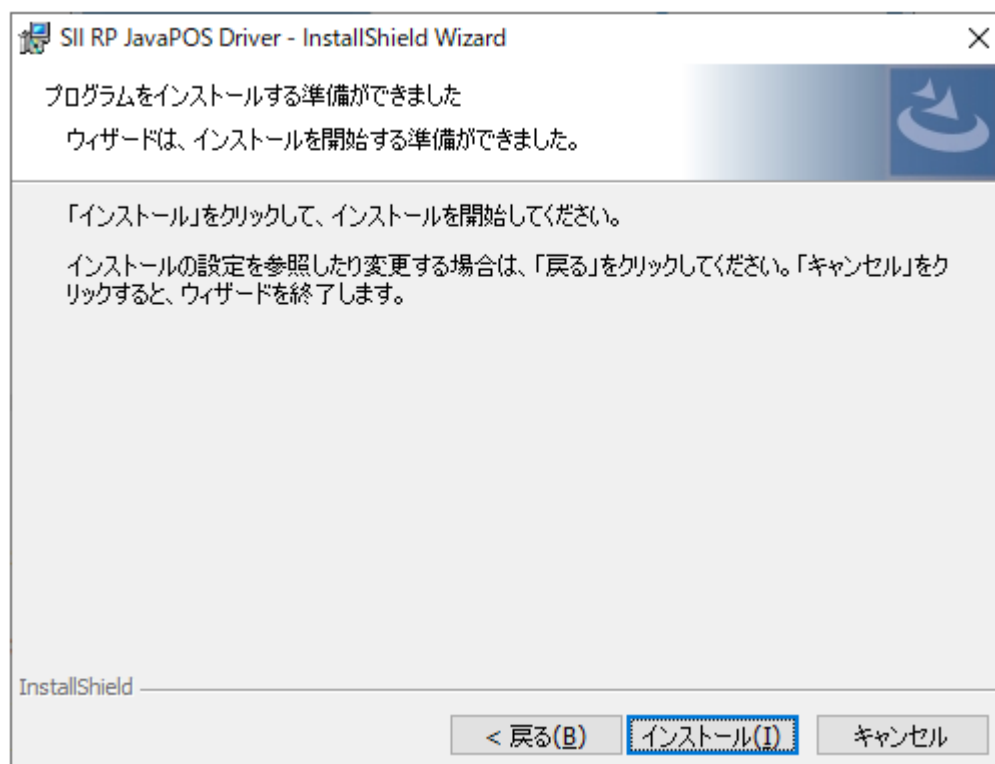 SII RP JavaPOS Driver - InstallShield Wizard
プログラムをインストールする準備ができました
ウィザードは、インストールを開始する準備ができました。
「インストール」をクリックして、インストールを開始してください。
インストールの設定を参照したり変更する場合は、「戻る」をクリックしてください。「キャンセル」をク
リックすると、ウィザードを終了します。
InstallShield
< 戻る(B)
インストール(I)
キャンセル